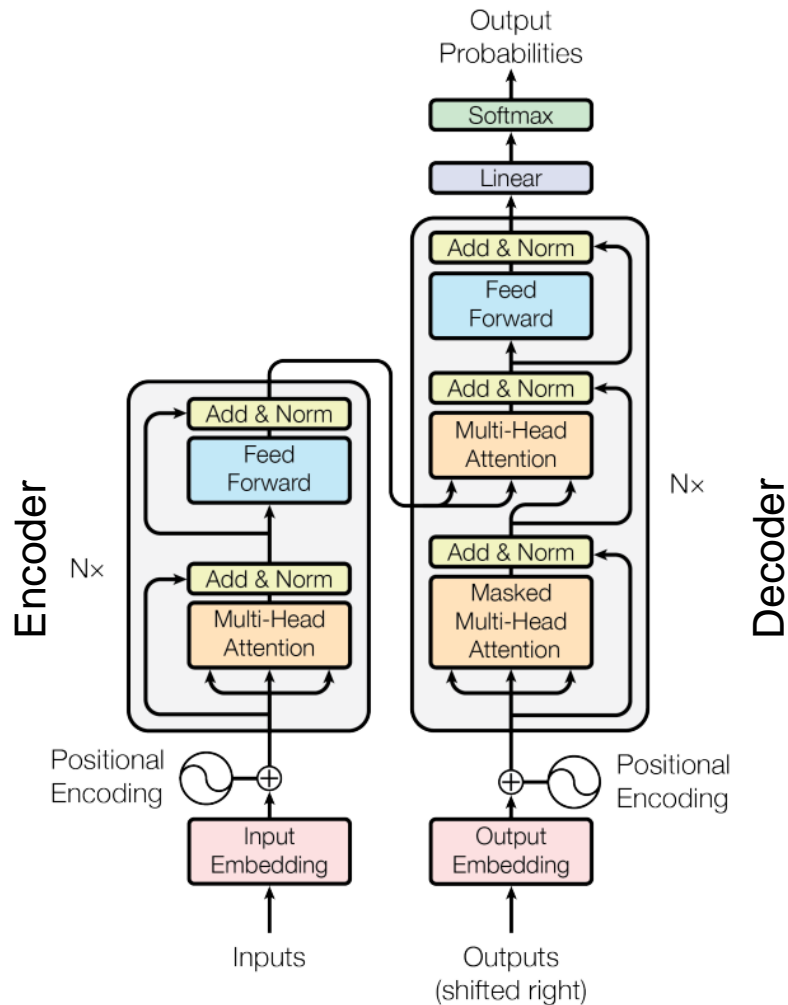 Output
Probabilities
Softmax
Linear
Add & Norm
Feed
Forward
Add & Norm
Multi-Head
Attention
Add & Norm
Masked
Multi-Head
Attention
Nx
Decoder
Add & Norm
Feed
Forward
Add & Norm
Multi-Head
Attention
Nx
Encoder
Positional
Encoding
Positional
Encoding
Input
Embedding
Output
Embedding
Inputs
Outputs
(shifted right)